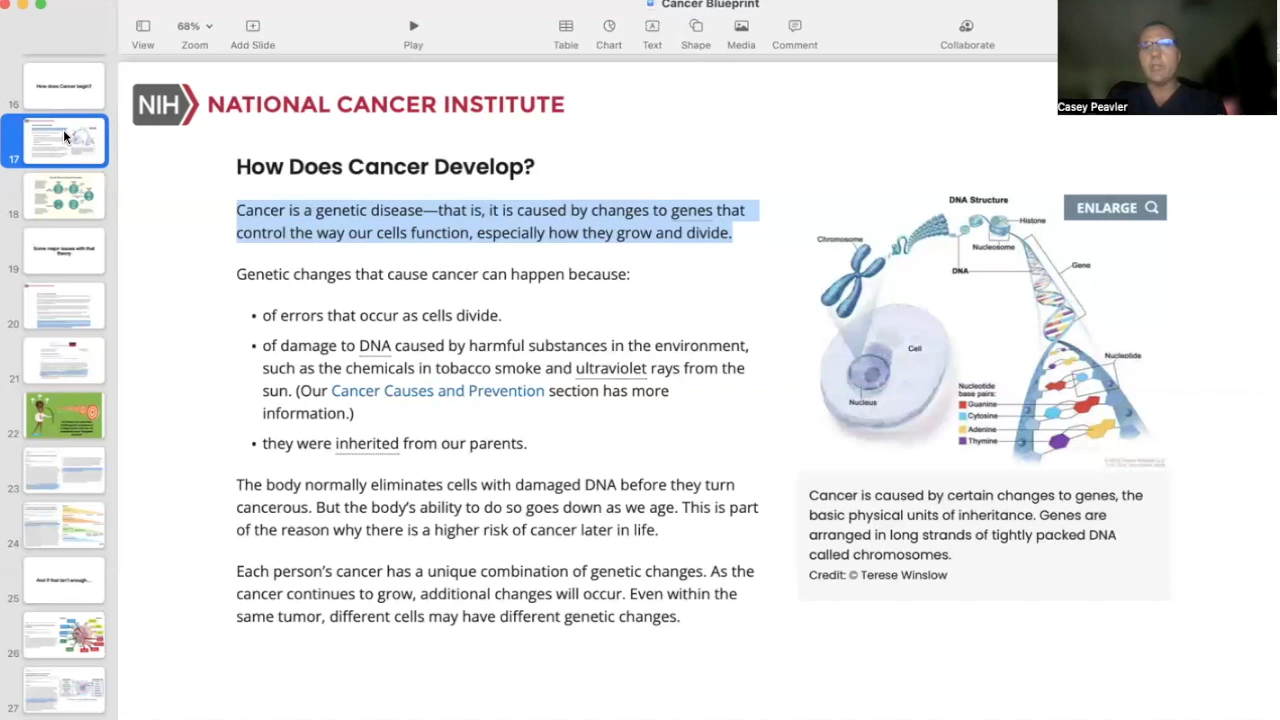 Cancer Blueprint
68%
View
Zoom
Add Slide
Play
Table
Chart
Text
Shape
Media
Comment
Collaborate
Casey Peavler
How does Cancer begin?
16
17
18
Some major issues with that
theory
19
20
21
22
23
24
And if that isn't enough...
25
26
27
NIH NATIONAL CANCER INSTITUTE
How Does Cancer Develop?
Cancer is a genetic disease—that is, it is caused by changes to genes that
control the way our cells function, especially how they grow and divide.
Genetic changes that cause cancer can happen because:
• of errors that occur as cells divide.
• of damage to DNA caused by harmful substances in the environment,
such as the chemicals in tobacco smoke and ultraviolet rays from the
sun. (Our Cancer Causes and Prevention section has more
information.)
• they were inherited from our parents.
The body normally eliminates cells with damaged DNA before they turn
cancerous. But the body's ability to do so goes down as we age. This is part
of the reason why there is a higher risk of cancer later in life.
Each person's cancer has a unique combination of genetic changes. As the
cancer continues to grow, additional changes will occur. Even within the
same tumor, different cells may have different genetic changes.
ENLARGE
DNA Structure
Histone
Chromosome
Nucleosome
DNA
Gene
Cell
Nucleotide
Nucleus
Nucleotide
base pairs:
Guanine
Cytosine
Adenine
Thymine
Cancer is caused by certain changes to genes, the
basic physical units of inheritance. Genes are
arranged in long strands of tightly packed DNA
called chromosomes.
Credit: © Terese Winslow